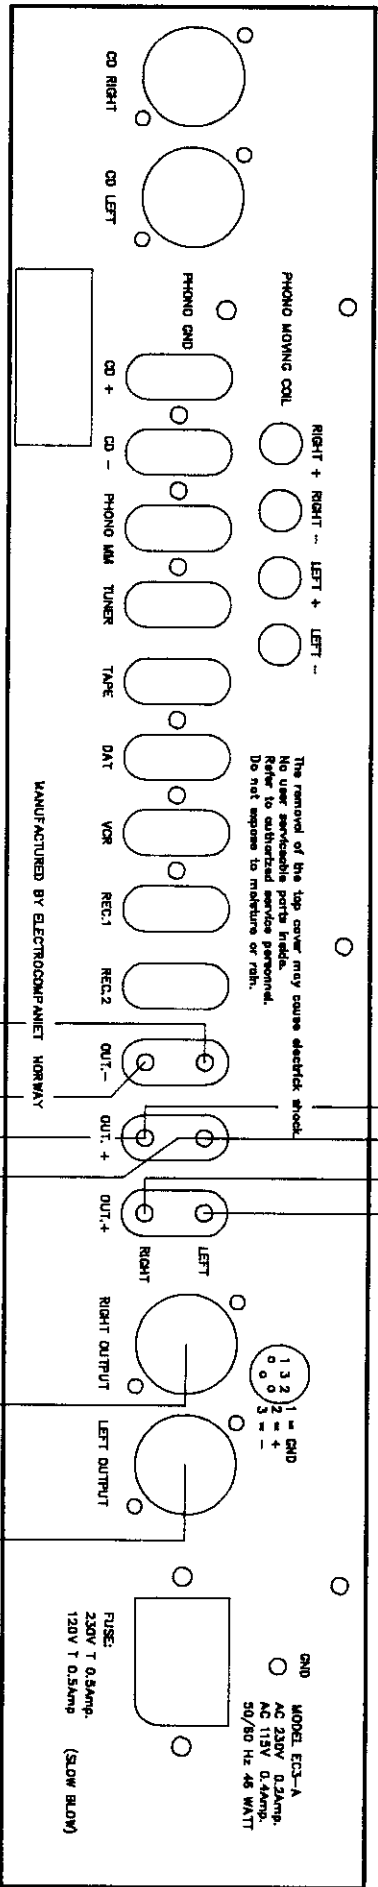 CD RIGHT
CD LEFT
PHONO GND
PHONO MOVING COIL
RIGHT +
RIGHT -
LEFT +
LEFT -
CD +
CD -
PHONO MM
TUNER
TAPE
DAT
VCR
REC.1
REC.2
OUT.-
OUT. +
OUT.+
The removal of the top cover may cause electrick shock.
No user serviceable parts inside.
Refer to authorized service personnel.
Do not expose to moisture or rain.
MANUFACTURED BY ELECTROCOMPANIET NORWAY
LEFT
RIGHT
RIGHT OUTPUT
LEFT OUTPUT
1 3 2
1 = GND
2 = +
3 = -
GND
MODEL EC3-A
AC 230V 0.2Amp.
AC 115V 0.4Amp.
50/60 Hz 46 WATT
FUSE:
230V T 0.5Amp.
120V T 0.5Amp (SLOW BLOW)